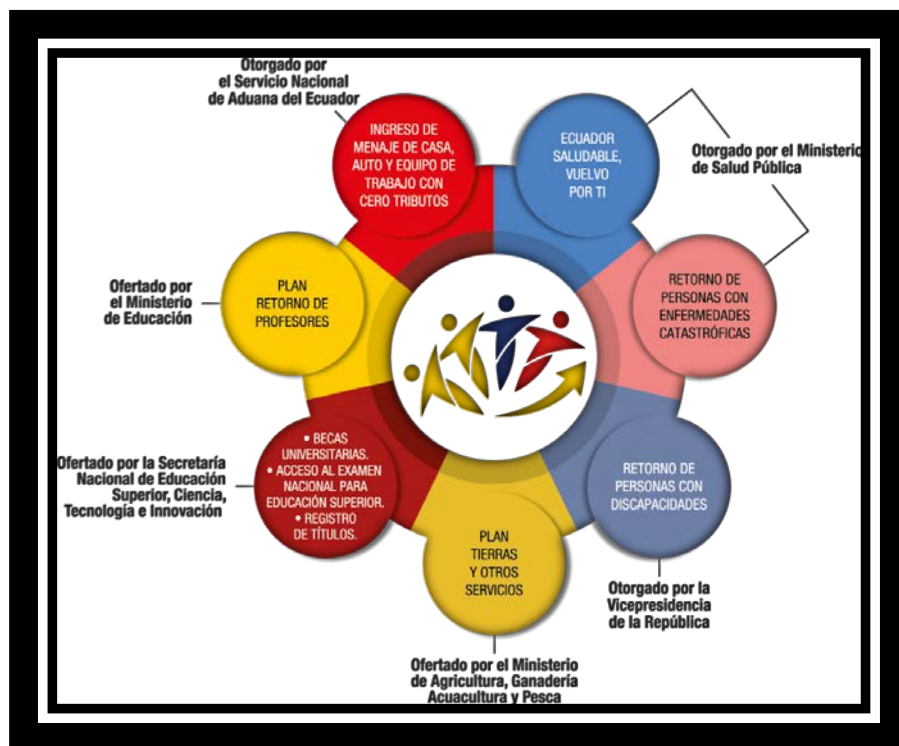 Otorgado por
el Servicio Nacional
de Aduana del Ecuador
INGRESO DE
MENAJE DE CASA,
AUTO Y EQUIPO DE
TRABAJO CON
CERO TRIBUTOS
ECUADOR
SALUDABLE,
VUELVO
POR TI
Otorgado por el Ministerio
de Salud Pública
RETORNO DE
PERSONAS CON
ENFERMEDADES
CATASTRÓFICAS
RETORNO DE
PERSONAS CON
DISCAPACIDADES
Otorgado por la
Vicepresidencia
de la República
PLAN
TIERRAS
Y OTROS
SERVICIOS
Ofertado por el Ministerio
de Agricultura, Ganadería
Acuacultura y Pesca
• BECAS
UNIVERSITARIAS.
• ACCESO AL EXAMEN
NACIONAL PARA
EDUCACIÓN SUPERIOR.
• REGISTRO
DE TÍTULOS.
Ofertado por la Secretaría
Nacional de Educación
Superior, Ciencia,
Tecnología e Innovación
PLAN
RETORNO DE
PROFESORES
Ofertado por
el Ministerio
de Educación